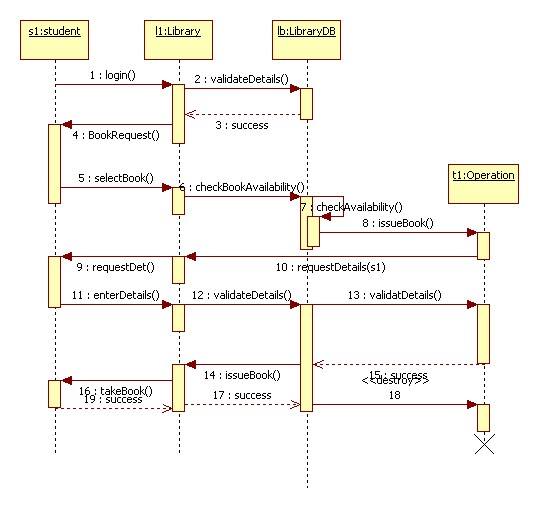 s1:student
l1:Library
lb:LibraryDB
1 : login()
2 : validateDetails()
3 : success
4 : BookRequest()
5 : selectBook()
6 : checkBookAvailability()
t1:Operation
7 : checkAvailability()
8 : issueBook()
9 : requestDet()
10 : requestDetails(s1)
11 : enterDetails()
12 : validateDetails()
13 : validatDetails()
14 : issueBook()
15 : success
<<destroy>>
16 : takeBook()
17 : success
18
19 : success